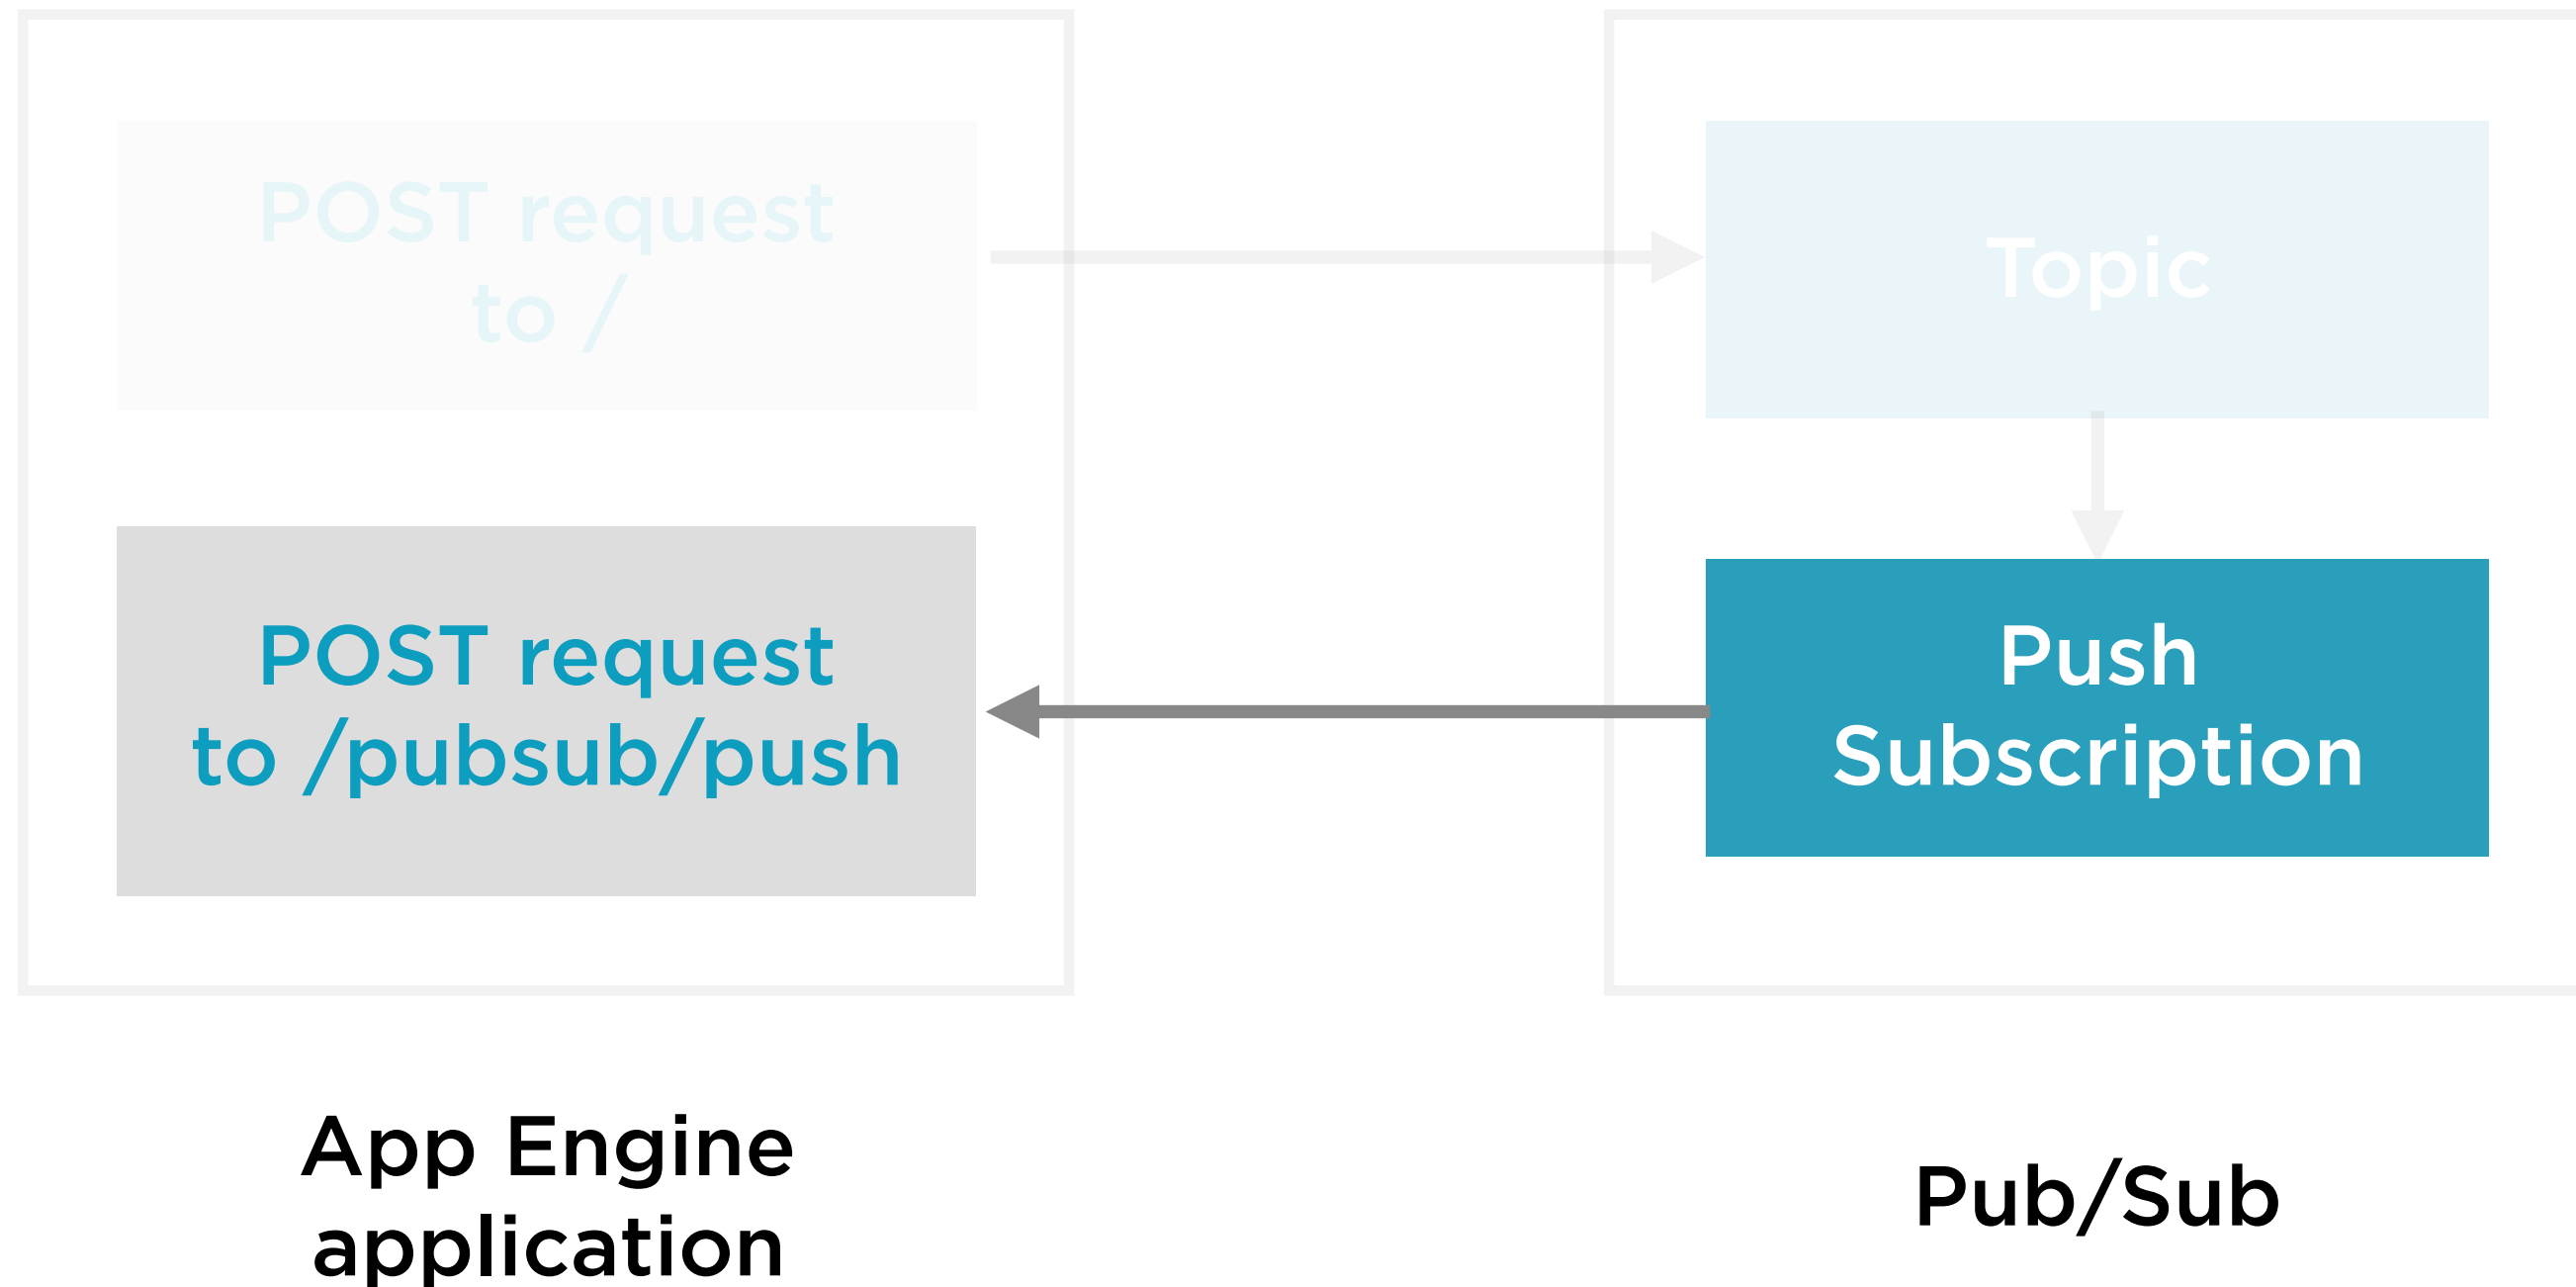 POST request
to /
Topic
POST request
to /pubsub/push
Push
Subscription
App Engine
application
Pub/Sub